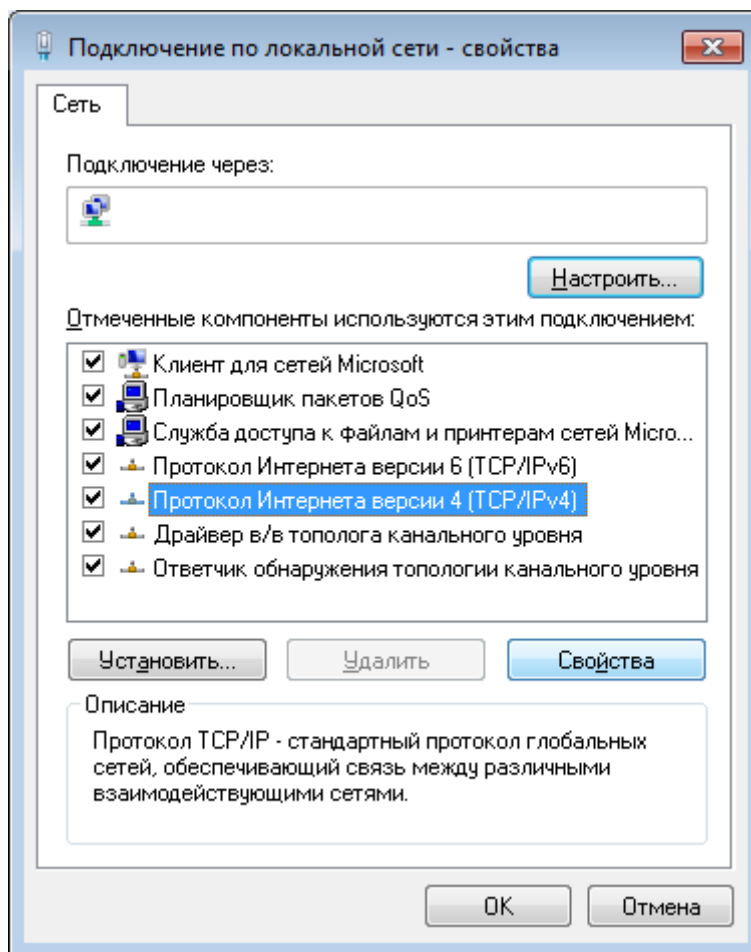 Подключение по локальной сети - свойства
Сеть
Подключение через:
Настроить...
Отмеченные компоненты используются этим подключением:
Клиент для сетей Microsoft
Планировщик пакетов QoS
Служба доступа к файлам и принтерам сетей Micro...
Протокол Интернета версии 6 (TCP/IPv6)
Протокол Интернета версии 4 (TCP/IPv4)
Драйвер в/в тополога канального уровня
Ответчик обнаружения топологии канального уровня
Установить... Удалить Свойства
Описание
Протокол TCP/IP - стандартный протокол глобальных
сетей, обеспечивающий связь между различными
взаимодействующими сетями.
OK Отмена